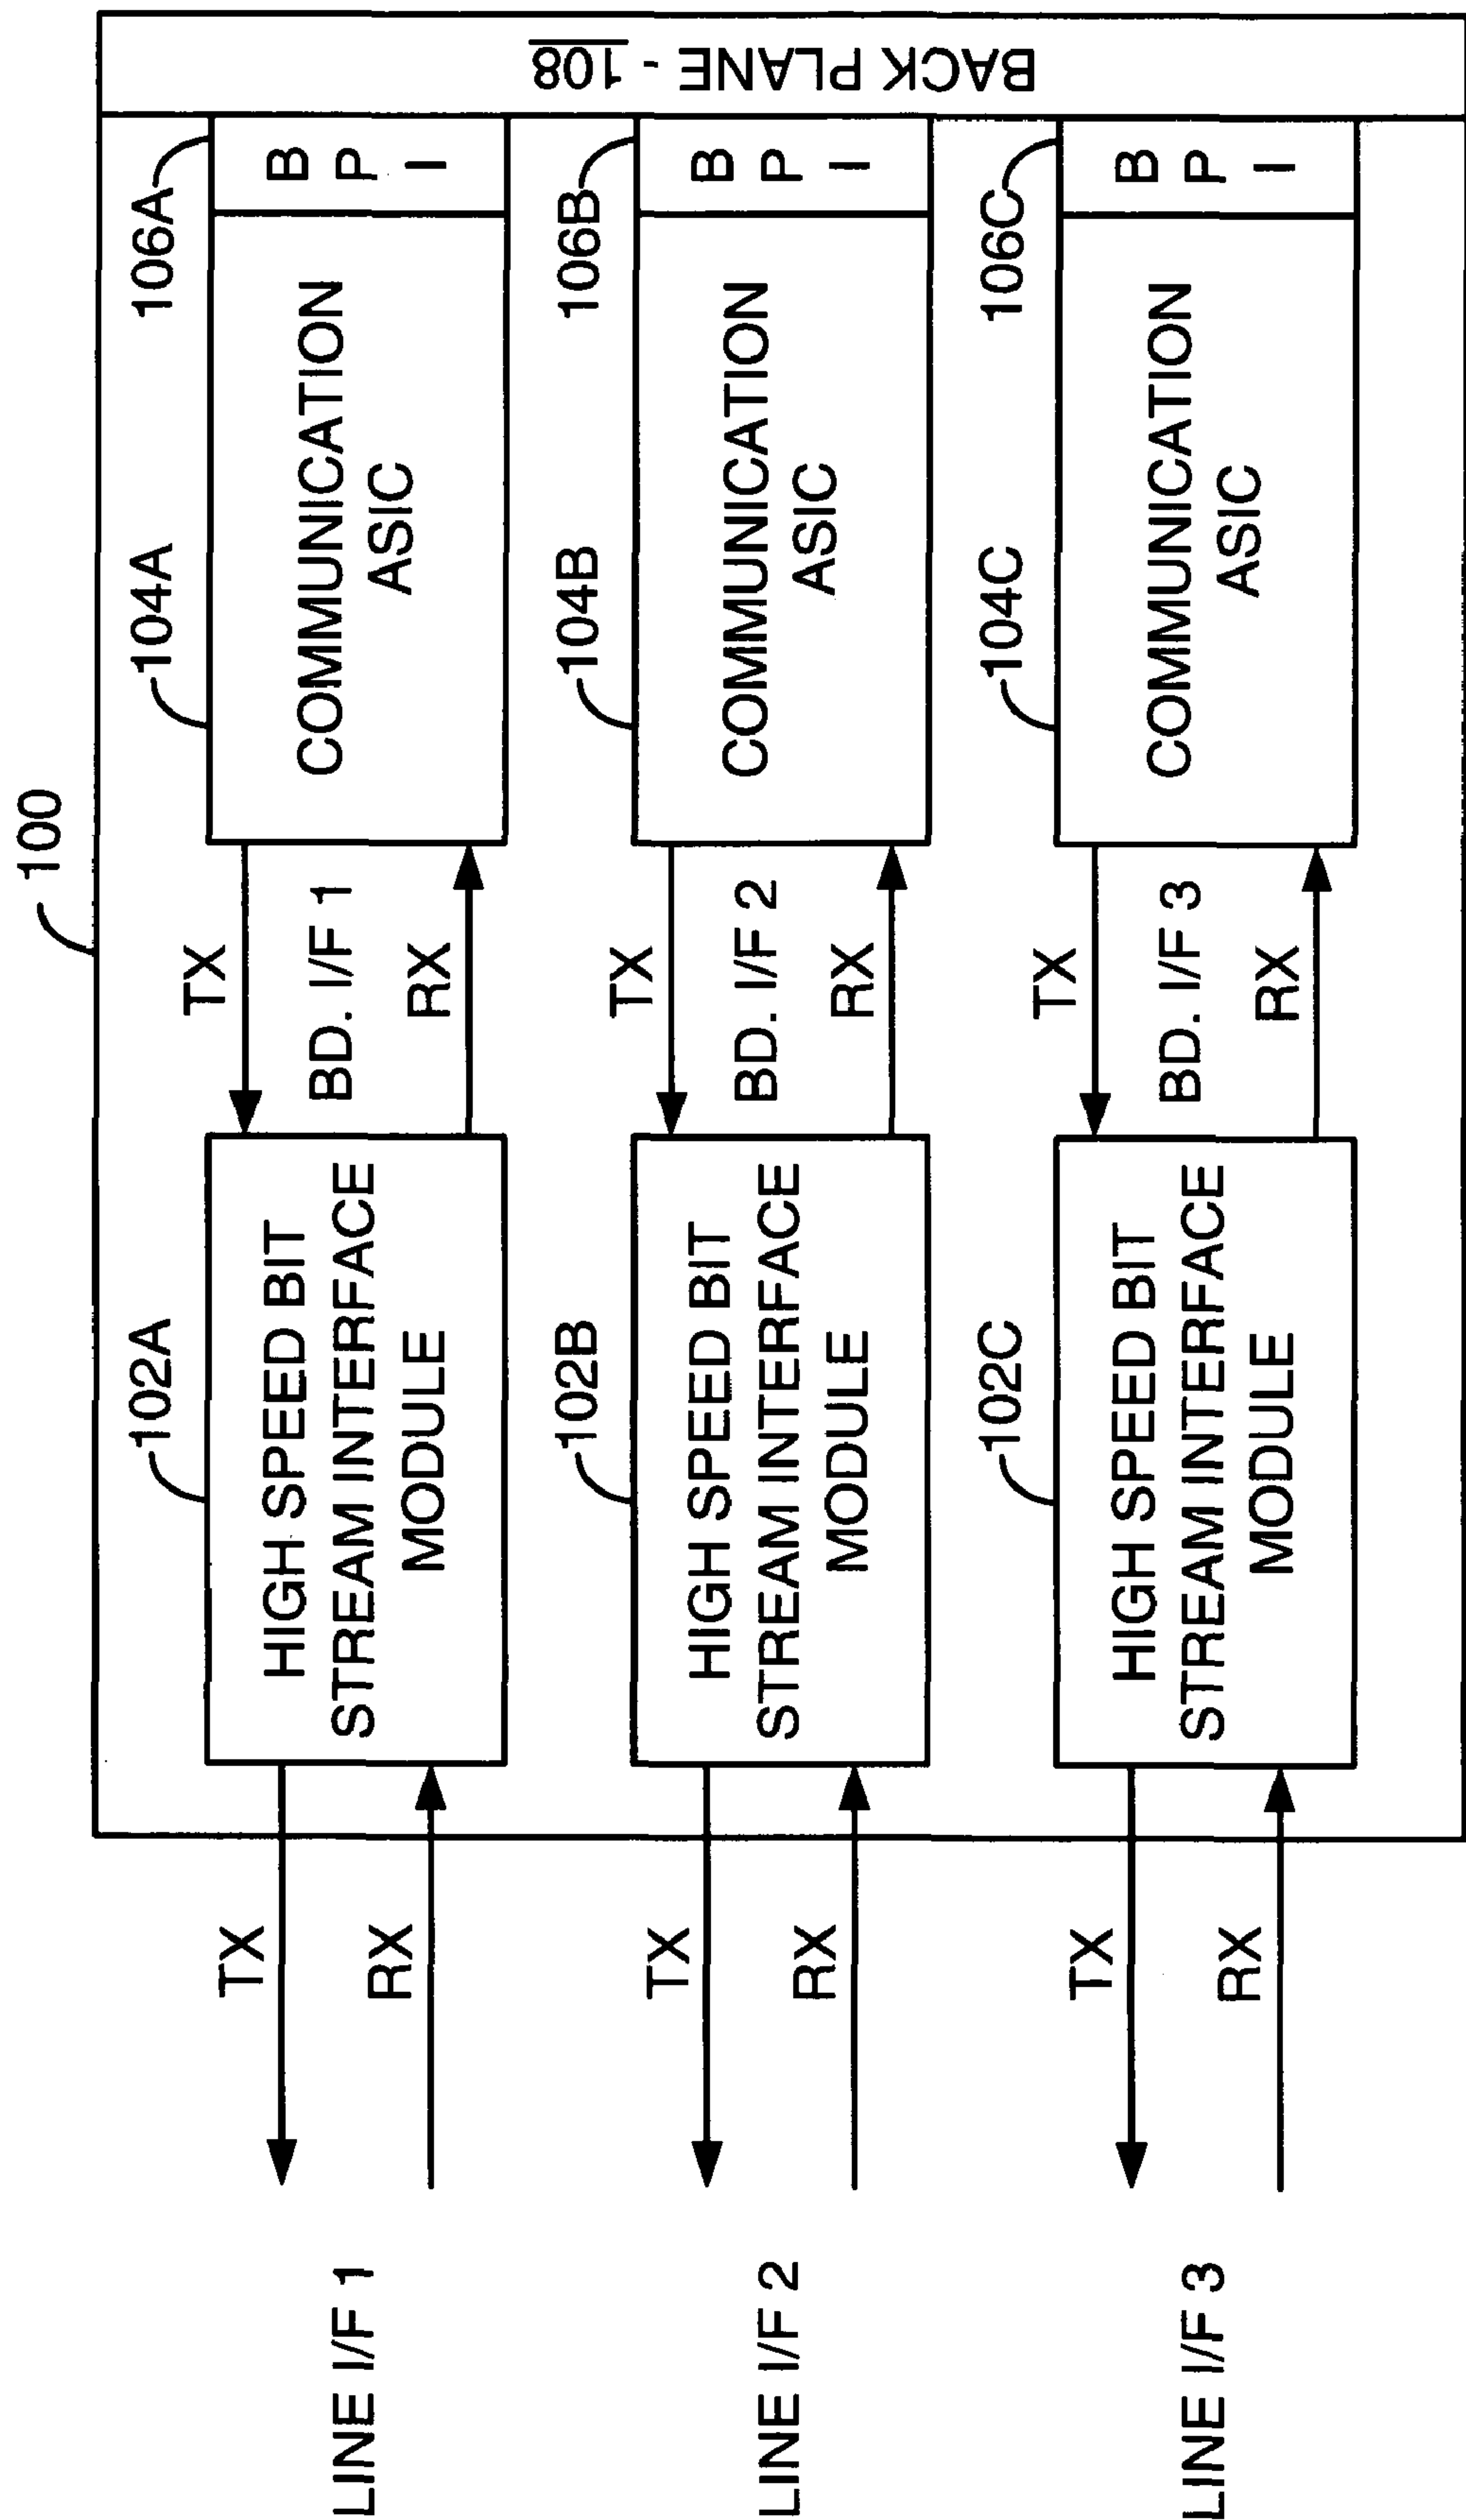 100
LINE I/F 1
TX
RX
102A
HIGH SPEED BIT
STREAM INTERFACE
MODULE
TX
BD. I/F 1
RX
104A
COMMUNICATION
ASIC
106A
B
P
I
LINE I/F 2
TX
RX
102B
HIGH SPEED BIT
STREAM INTERFACE
MODULE
TX
BD. I/F 2
RX
104B
COMMUNICATION
ASIC
106B
B
P
I
LINE I/F 3
TX
RX
102C
HIGH SPEED BIT
STREAM INTERFACE
MODULE
TX
BD. I/F 3
RX
104C
COMMUNICATION
ASIC
106C
B
P
I
BACK PLANE - 108